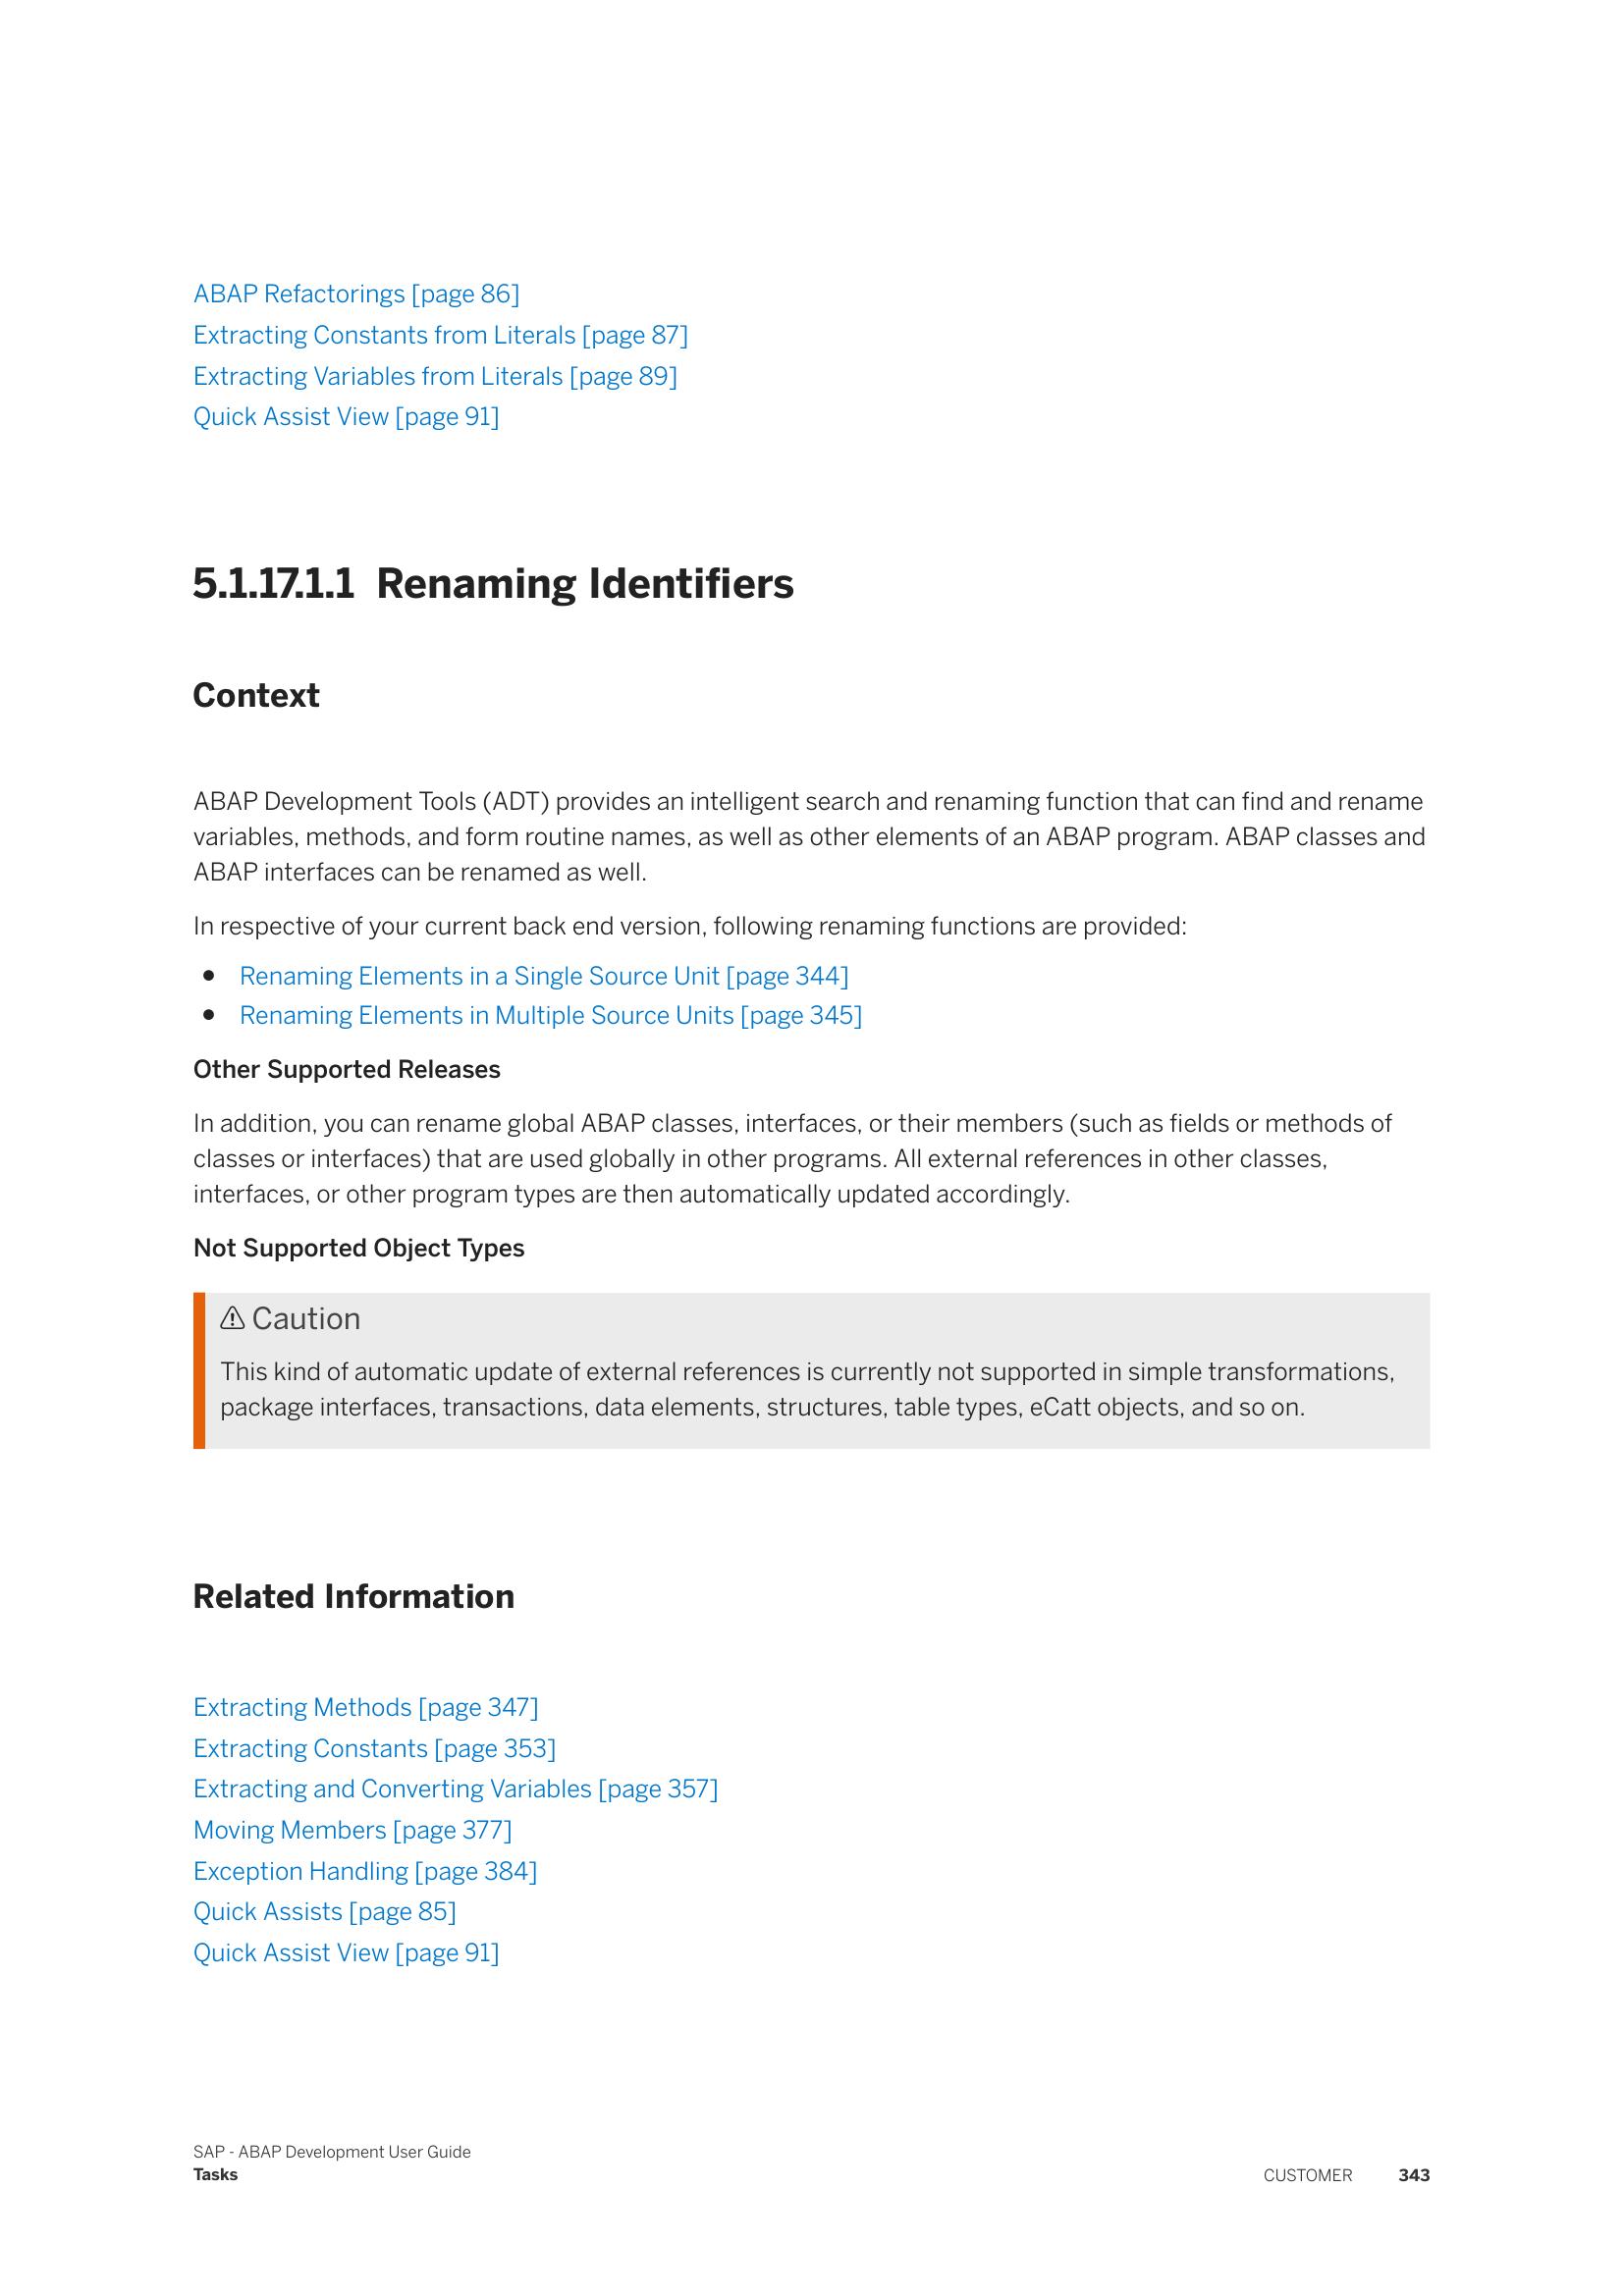 ABAP Refactorings [page 86]
Extracting Constants from Literals [page 87]
Extracting Variables from Literals [page 89]
Quick Assist View [page 91]
5.1.17.1.1 Renaming Identifiers
Context
ABAP Development Tools (ADT) provides an intelligent search and renaming function that can find and rename
variables, methods, and form routine names, as well as other elements of an ABAP program. ABAP classes and
ABAP interfaces can be renamed as well.
In respective of your current back end version, following renaming functions are provided:
● Renaming Elements in a Single Source Unit [page 344]
● Renaming Elements in Multiple Source Units [page 345]
Other Supported Releases
In addition, you can rename global ABAP classes, interfaces, or their members (such as fields or methods of
classes or interfaces) that are used globally in other programs. All external references in other classes,
interfaces, or other program types are then automatically updated accordingly.
Not Supported Object Types
⚠ Caution
This kind of automatic update of external references is currently not supported in simple transformations,
package interfaces, transactions, data elements, structures, table types, eCatt objects, and so on.
Related Information
Extracting Methods [page 347]
Extracting Constants [page 353]
Extracting and Converting Variables [page 357]
Moving Members [page 377]
Exception Handling [page 384]
Quick Assists [page 85]
Quick Assist View [page 91]
SAP - ABAP Development User Guide
Tasks
CUSTOMER 343